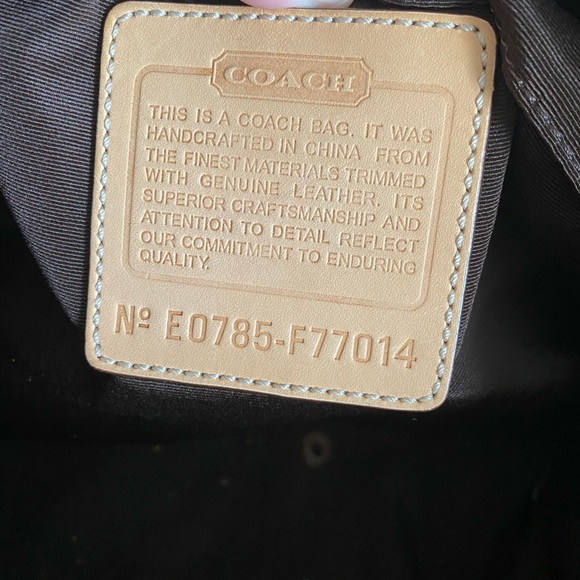 COACH
THIS IS A COACH BAG. IT WAS
HANDCRAFTED IN CHINA FROM
THE FINEST MATERIALS TRIMMED
WITH GENUINE LEATHER. ITS
SUPERIOR CRAFTSMANSHIP AND
ATTENTION TO DETAIL REFLECT
OUR COMMITMENT TO ENDURING
QUALITY.
Nº E0785-F77014